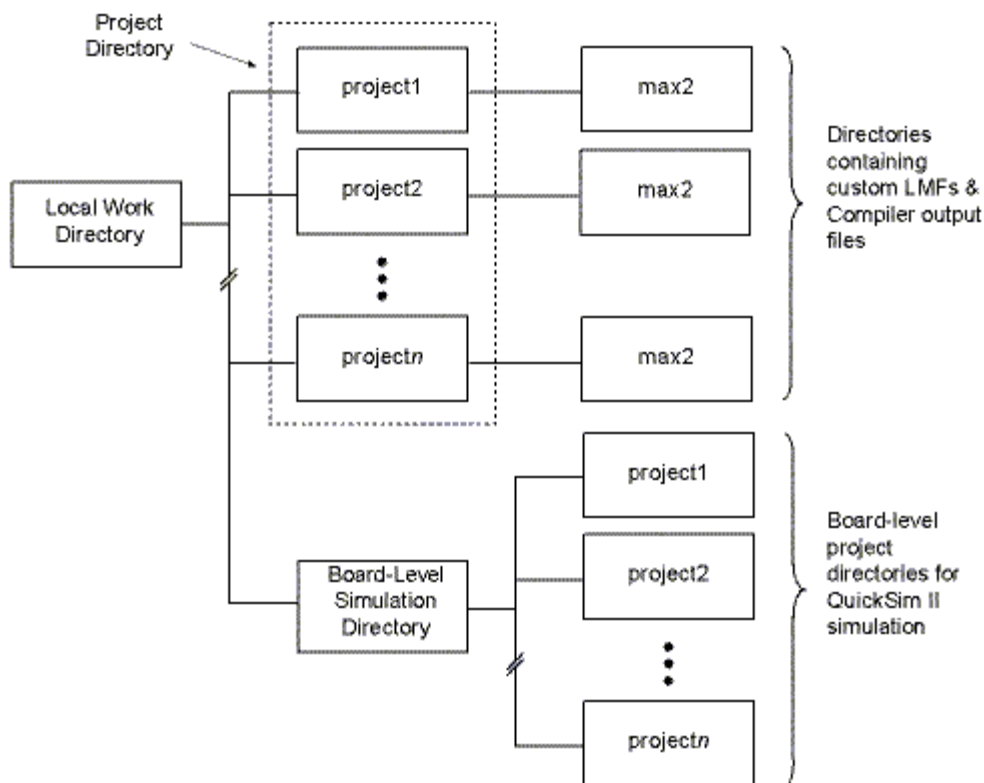 Project
Directory
project1
max2
project2
max2
Local Work
Directory
projectn
max2
Directories
containing
custom LMFs &
Compiler output
files
Board-Level
Simulation
Directory
project1
project2
projectn
Board-level
project
directories for
QuickSim II
simulation